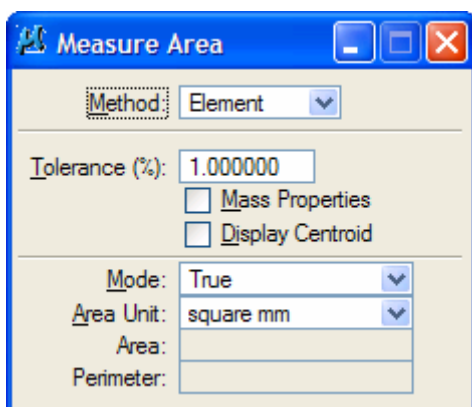 Measure Area
Method: Element
Tolerance (%): 1.000000
Mass Properties
Display Centroid
Mode: True
Area Unit: square mm
Area:
Perimeter: